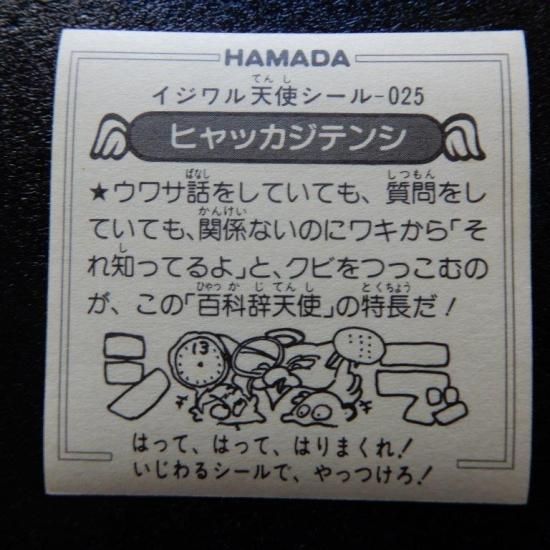 HAMADA
イジワル天使シール-025
ヒャッカジテンシ
★ウワサ話をしていても、質問をし
ていても、関係ないのにワキから「そ
れ知ってるよ」と、クビをつっこむの
が、この「百科辞天使」の特長だ!
13
はって、はって、はりまくれ!
いじわるシールで、やっつけろ!